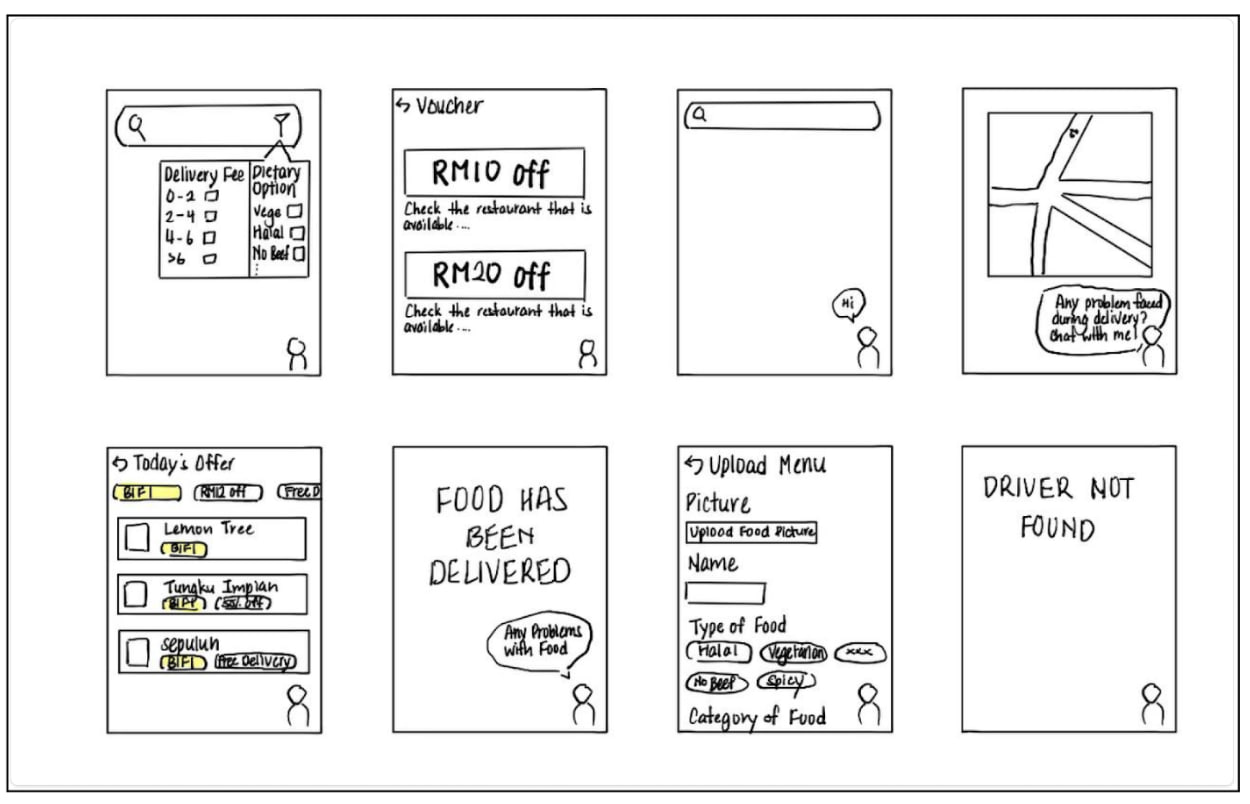 Delivery Fee
0-2
2-4
4-6
>6
Dietary
Option
Vege
Halal
No Beef
:
Voucher
RM10 off
Check the restaurant that is
available ....
RM20 off
Check the restaurant that is
available ....
Hi
Any problem faced
during delivery?
Chat with me!
Today's Offer
B1F1
RM12 off
Free D
Lemon Tree
B1F1
Tungku Impian
B1F1
5% off
Sepuluh
B1F1
Free Delivery
FOOD HAS
BEEN
DELIVERED
Any Problems
with Food
Upload Menu
Picture
Upload Food Picture
Name
Type of Food
Halal
Vegetarian
xxx
No Beef
Spicy
Category of Food
DRIVER NOT
FOUND